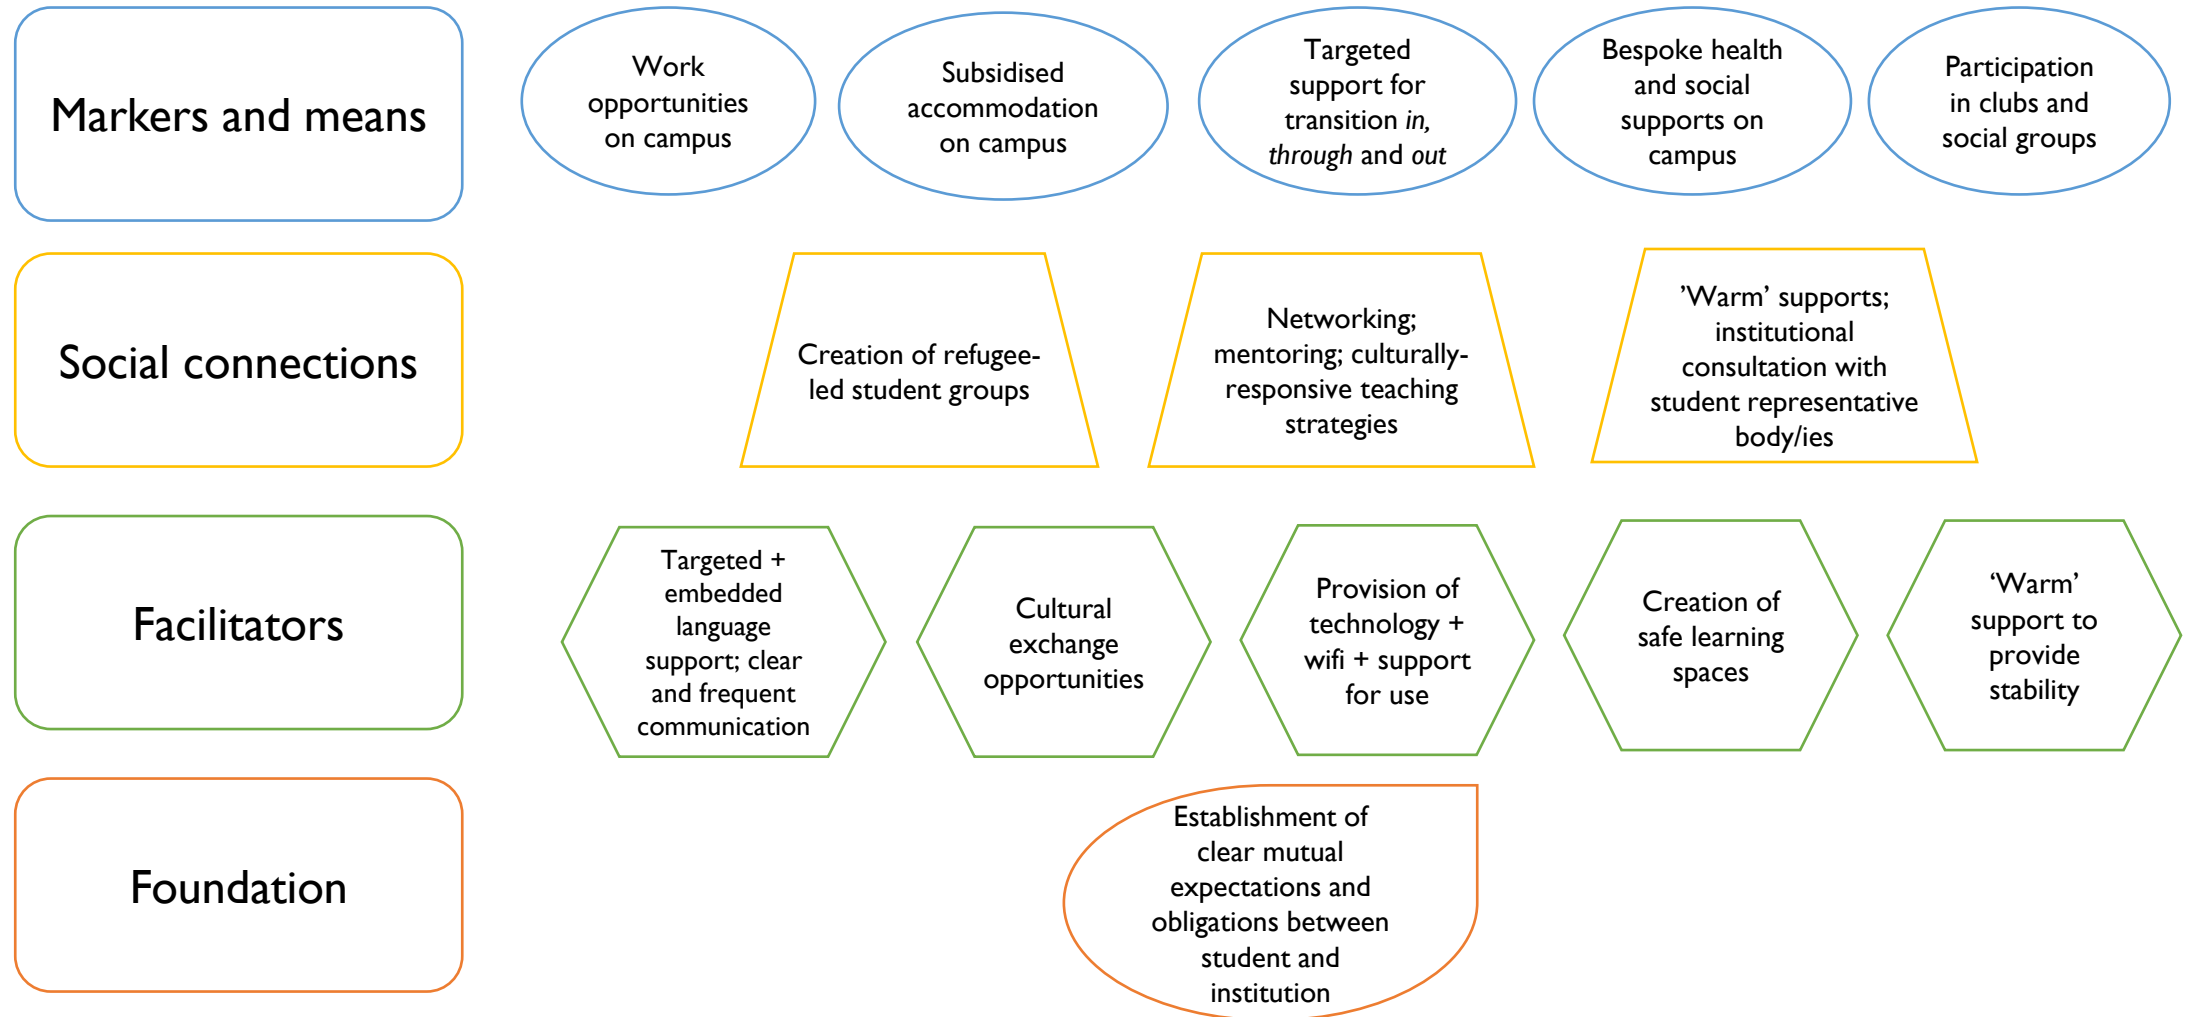 Markers and means
Work
opportunities
on campus
Subsidised
accommodation
on campus
Targeted
support for
transition in,
through and out
Bespoke health
and social
supports on
campus
Participation
in clubs and
social groups
Social connections
Creation of refugee-
led student groups
Networking;
mentoring; culturally-
responsive teaching
strategies
’Warm’ supports;
institutional
consultation with
student representative
body/ies
Facilitators
Targeted +
embedded
language
support; clear
and frequent
communication
Cultural
exchange
opportunities
Provision of
technology +
wifi + support
for use
Creation of
safe learning
spaces
‘Warm’
support to
provide
stability
Foundation
Establishment of
clear mutual
expectations and
obligations between
student and
institution